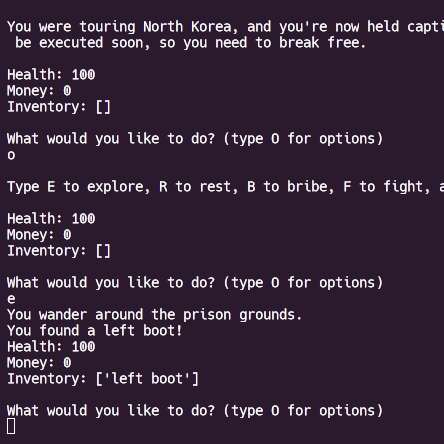 You were touring North Korea, and you're now held
be executed soon, so you need to break free.
Health: 100
Money: 0
Inventory: []
What would you like to do? (type O for options)
o
Type E to explore, R to rest, B to bribe, F to fight,
Health: 100
Money: 0
Inventory: []
What would you like to do? (type O for options)
e
You wander around the prison grounds.
You found a left boot!
Health: 100
Money: 0
Inventory: ['left boot']
What would you like to do? (type O for options)